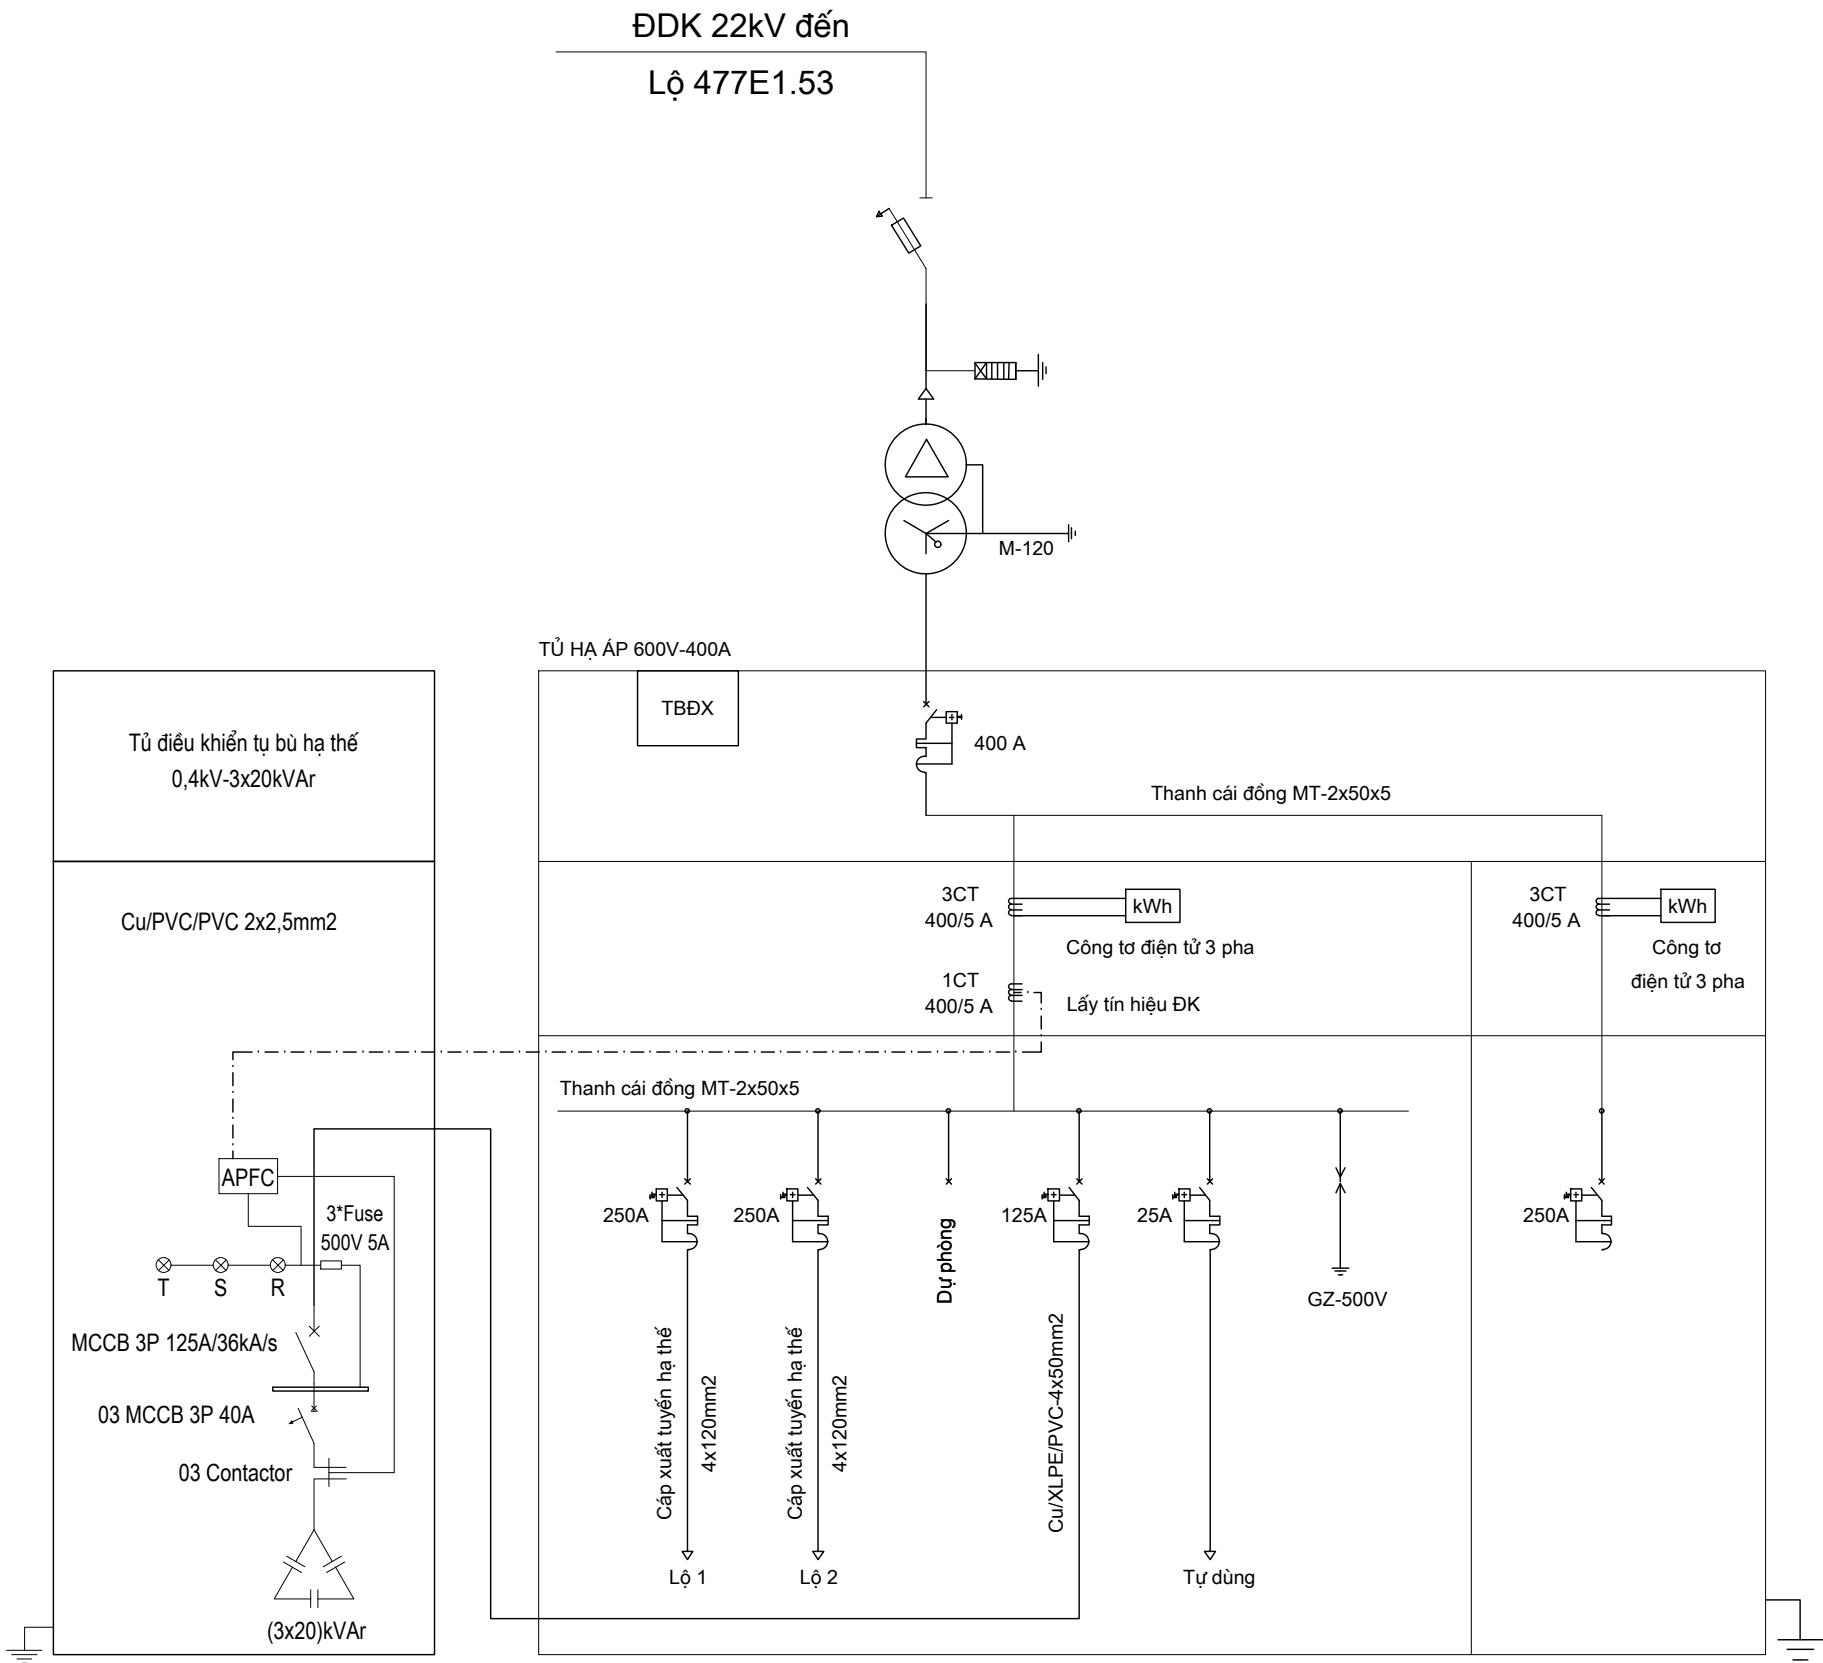 ĐDK 22kV đến
Lộ 477E1.53
M-120
TỦ HẠ ÁP 600V-400A
TBĐX
400 A
Thanh cái đồng MT-2x50x5
Tủ điều khiển tụ bù hạ thế
0,4kV-3x20kVAr
Cu/PVC/PVC 2x2,5mm2
3CT
400/5 A
kWh
Công tơ điện tử 3 pha
1CT
400/5 A
Lấy tín hiệu ĐK
3CT
400/5 A
kWh
Công tơ
điện tử 3 pha
Thanh cái đồng MT-2x50x5
APFC
3*Fuse
500V 5A
T
S
R
MCCB 3P 125A/36kA/s
03 MCCB 3P 40A
03 Contactor
(3x20)kVAr
250A
Cáp xuất tuyến hạ thế
4x120mm2
Lộ 1
250A
Cáp xuất tuyến hạ thế
4x120mm2
Lộ 2
Dự phòng
125A
Cu/XLPE/PVC-4x50mm2
25A
Tự dùng
GZ-500V
250A